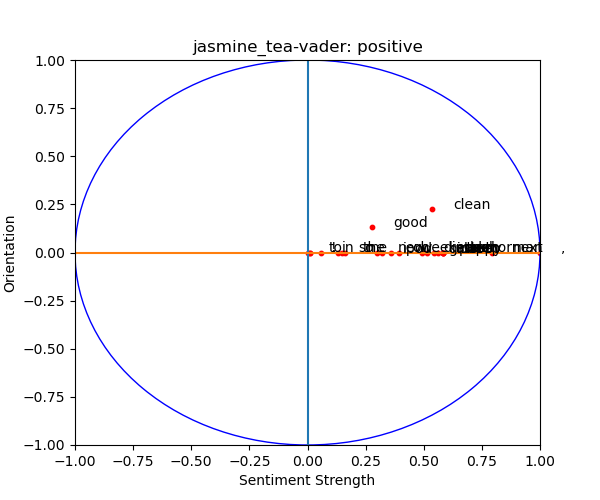 jasmine_tea-vader: positive
1.00
0.75
0.50
0.25
0.00
−0.25
−0.50
−0.75
−1.00
Orientation
clean
good
in
next
,
−1.00 −0.75 −0.50 −0.25 0.00 0.25 0.50 0.75 1.00
Sentiment Strength